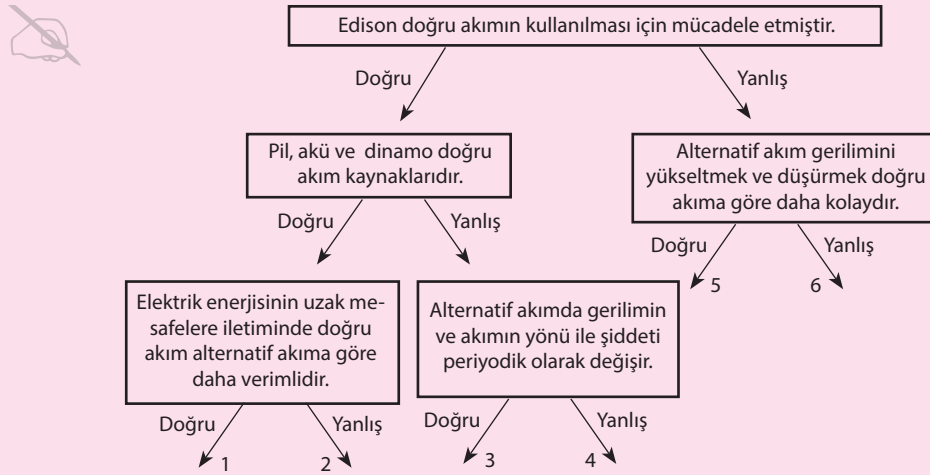 Edison doğru akımın kullanılması için mücadele etmiştir.
Doğru
Yanlış
Pil, akü ve dinamo doğru
akım kaynaklarıdır.
Alternatif akım gerilimini
yükseltmek ve düşürmek doğru
akıma göre daha kolaydır.
Doğru
Yanlış
Doğru
Yanlış
5
6
Elektrik enerjisinin uzak me-
safelere iletiminde doğru
akım alternatif akıma göre
daha verimlidir.
Alternatif akımda gerilimin
ve akımın yönü ile şiddeti
periyodik olarak değişir.
Doğru
Yanlış
Doğru
Yanlış
1
2
3
4